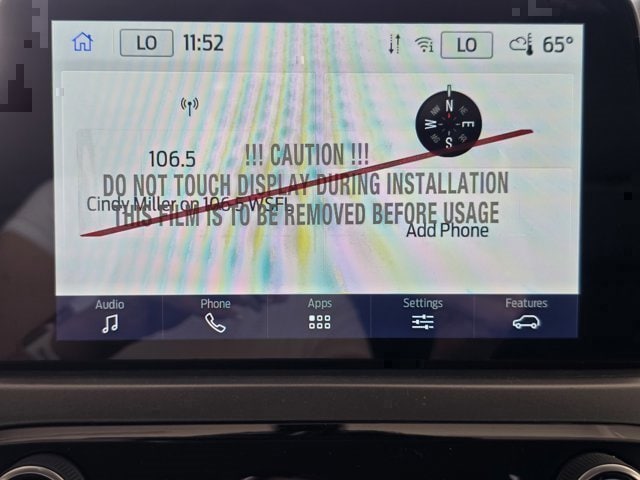 LO 11:52 LO 65°
106.5
!!! CAUTION !!!
DO NOT TOUCH DISPLAY DURING INSTALLATION
Cindy Miller on 106.5 WSFL
THIS FILM IS TO BE REMOVED BEFORE USAGE
Add Phone
N
W E
S
Audio Phone Apps Settings Features